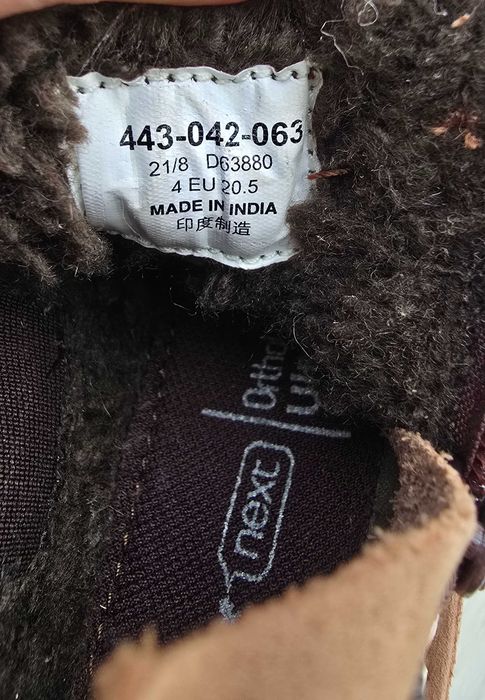 443-042-063
21/8 D63880
4 EU 20.5
MADE IN INDIA
印度制造
next